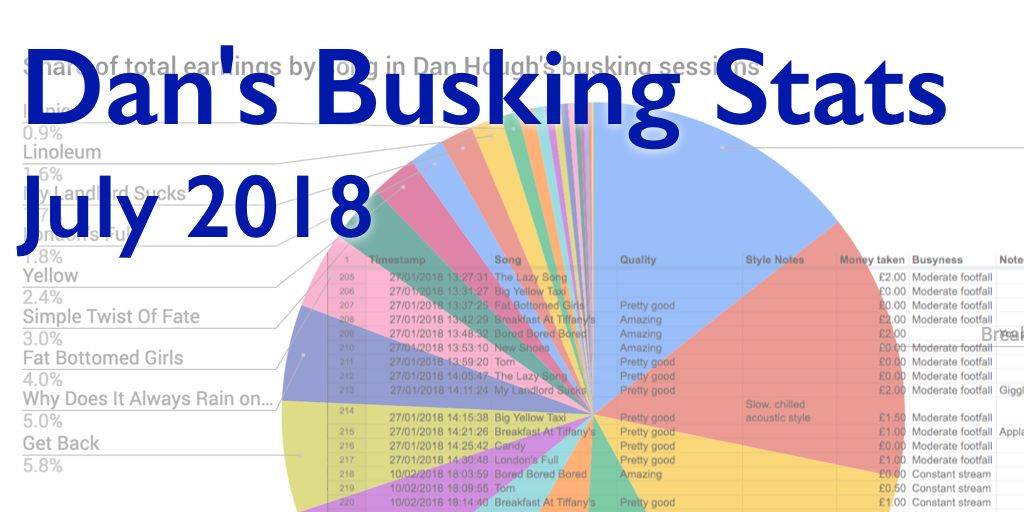 Dan's Busking Stats
July 2018
Share of total earnings by song in Dan Hough's busking sessions
0.9%
Linoleum
1.6%
My Landlord Sucks
London's Full
1.8%
Yellow
2.4%
Simple Twist Of Fate
3.0%
Fat Bottomed Girls
4.0%
Why Does It Always Rain on...
5.0%
Get Back
5.8%
Break
1 Timestamp Song Quality Style Notes Money taken Busyness Notes
205 27/01/2018 13:27:31 The Lazy Song £2.00 Moderate footfall
206 27/01/2018 13:31:27 Big Yellow Taxi £0.00 Moderate footfall
207 27/01/2018 13:37:25 Fat Bottomed Girls Pretty good £0.00 Moderate footfall
208 27/01/2018 13:42:29 Breakfast At Tiffany's Amazing £2.00 Moderate footfall
209 27/01/2018 13:48:32 Bored Bored Bored Amazing £2.00 Moderate footfall
210 27/01/2018 13:53:10 New Shoes Amazing £0.00 Moderate footfall
211 27/01/2018 13:59:20 Torn Pretty good £0.00 Moderate footfall
212 27/01/2018 14:05:47 The Lazy Song Pretty good £0.00 Moderate footfall
213 27/01/2018 14:11:24 My Landlord Sucks Pretty good £2.00 Moderate footfall Giggl
214 27/01/2018 14:15:38 Big Yellow Taxi Pretty good Slow, chilled acoustic style £1.50 Moderate footfall
215 27/01/2018 14:21:26 Breakfast At Tiffany's Pretty good £1.00 Moderate footfall Appla
216 27/01/2018 14:25:42 Candy Pretty good £0.00 Moderate footfall
217 27/01/2018 14:30:48 London's Full Pretty good £1.00 Moderate footfall
218 10/02/2018 18:03:59 Bored Bored Bored Amazing £0.00 Constant stream
219 10/02/2018 18:09:55 Torn £0.50 Constant stream
220 10/02/2018 18:14:40 Breakfast At Tiffany's Pretty good £1.00 Constant stream